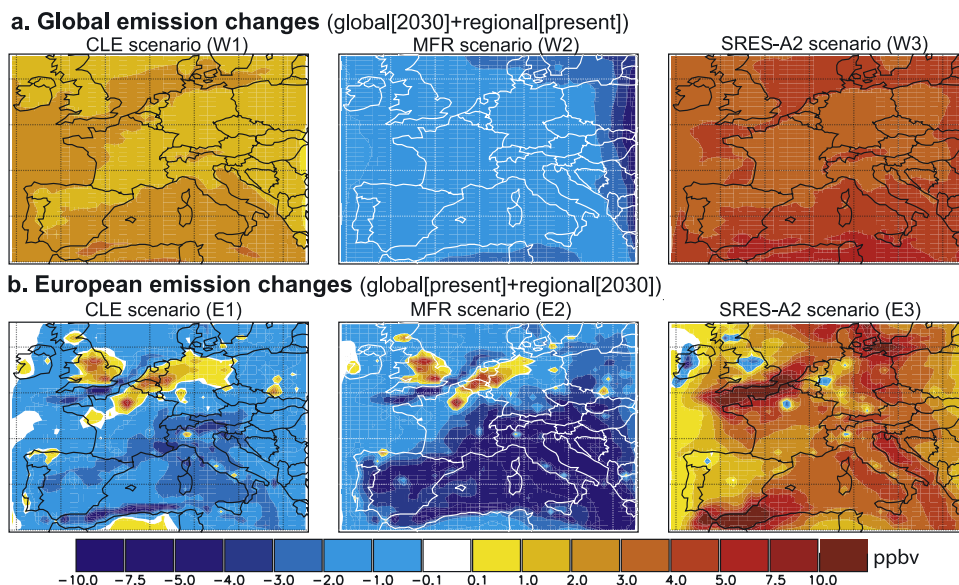 a. Global emission changes (global[2030]+regional[present])
CLE scenario (W1) MFR scenario (W2) SRES-A2 scenario (W3)
b. European emission changes (global[present]+regional[2030])
CLE scenario (E1) MFR scenario (E2) SRES-A2 scenario (E3)
ppbv
−10.0 −7.5 −5.0 −4.0 −3.0 −2.0 −1.0 −0.1 0.1 1.0 2.0 3.0 4.0 5.0 7.5 10.0